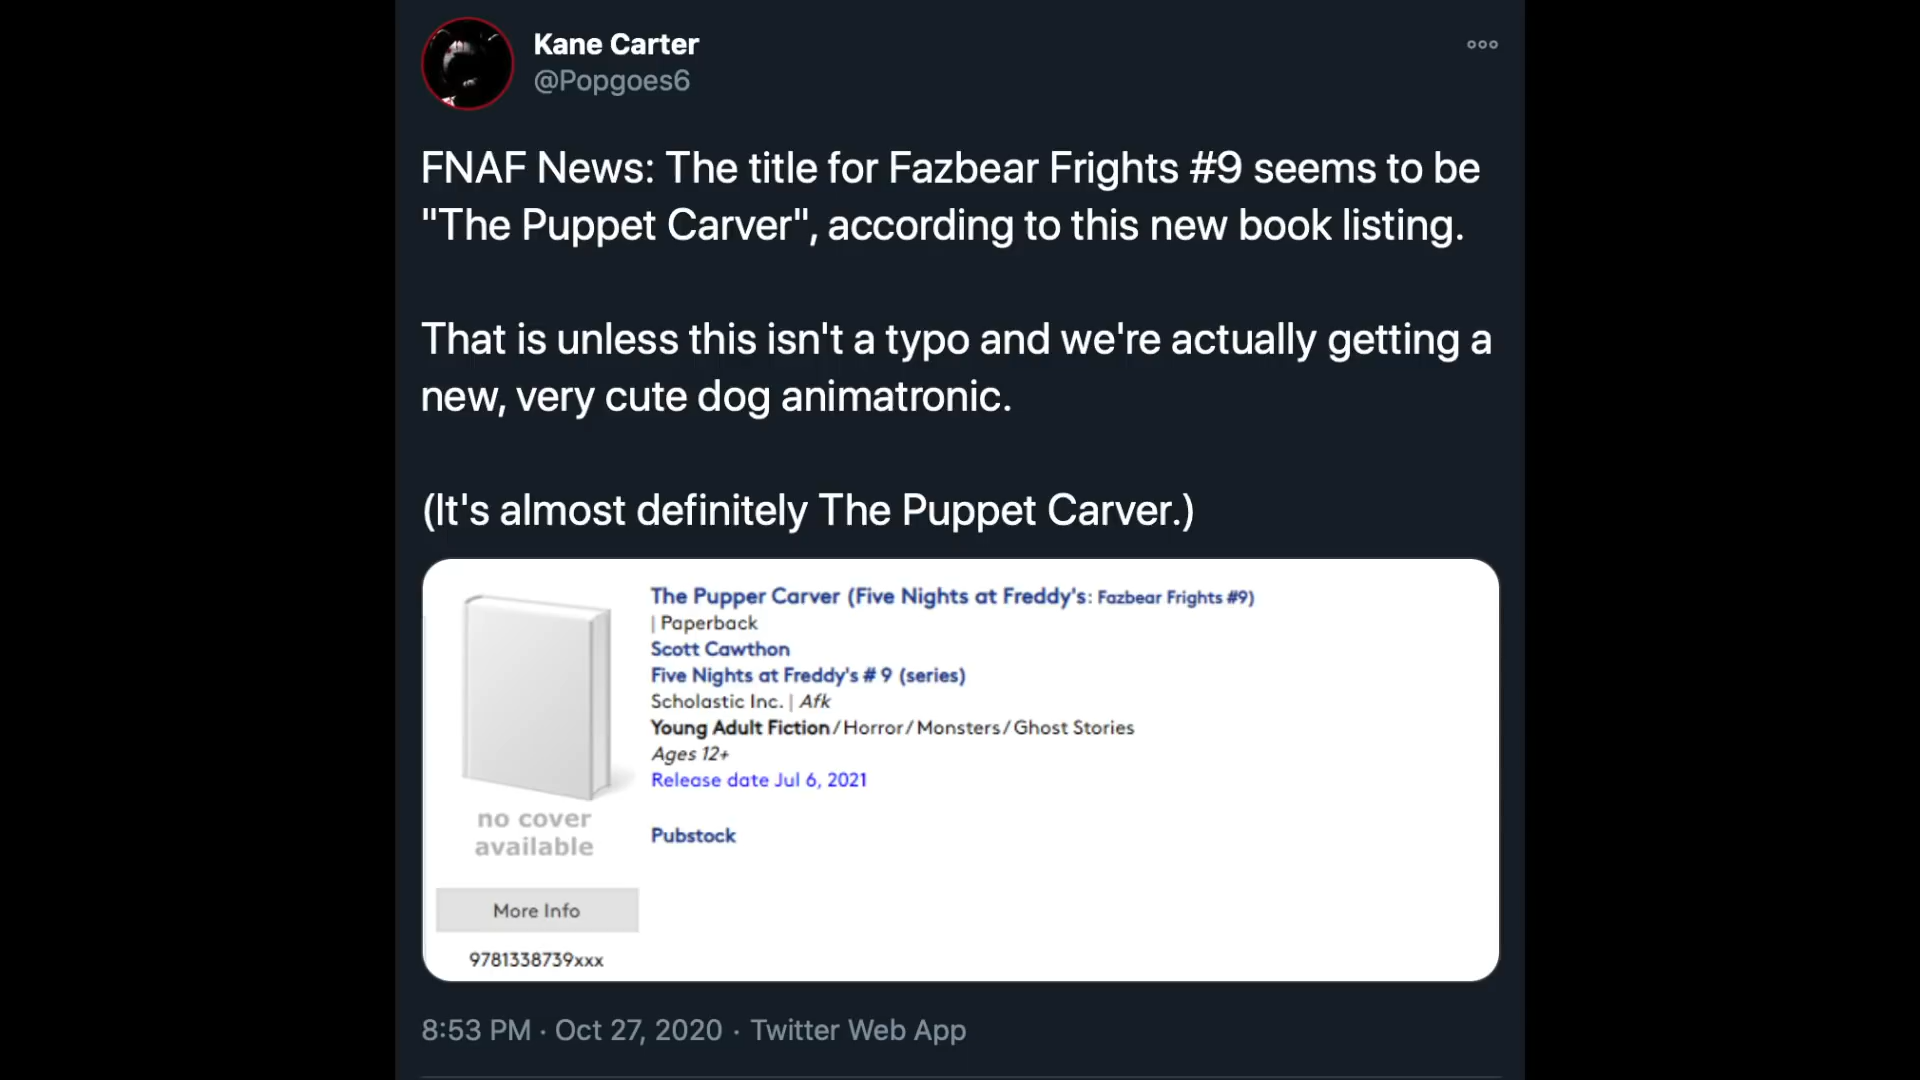 Kane Carter
@Popgoes6
FNAF News: The title for Fazbear Frights #9 seems to be
"The Puppet Carver", according to this new book listing.
That is unless this isn't a typo and we're actually getting a
new, very cute dog animatronic.
(It's almost definitely The Puppet Carver.)
The Pupper Carver (Five Nights at Freddy's: Fazbear Frights #9)
| Paperback
Scott Cawthon
Five Nights at Freddy's # 9 (series)
Scholastic Inc. | Afk
Young Adult Fiction/Horror/Monsters/Ghost Stories
Ages 12+
Release date Jul 6, 2021
Pubstock
no cover
available
More Info
9781338739xxx
8:53 PM · Oct 27, 2020 · Twitter Web App